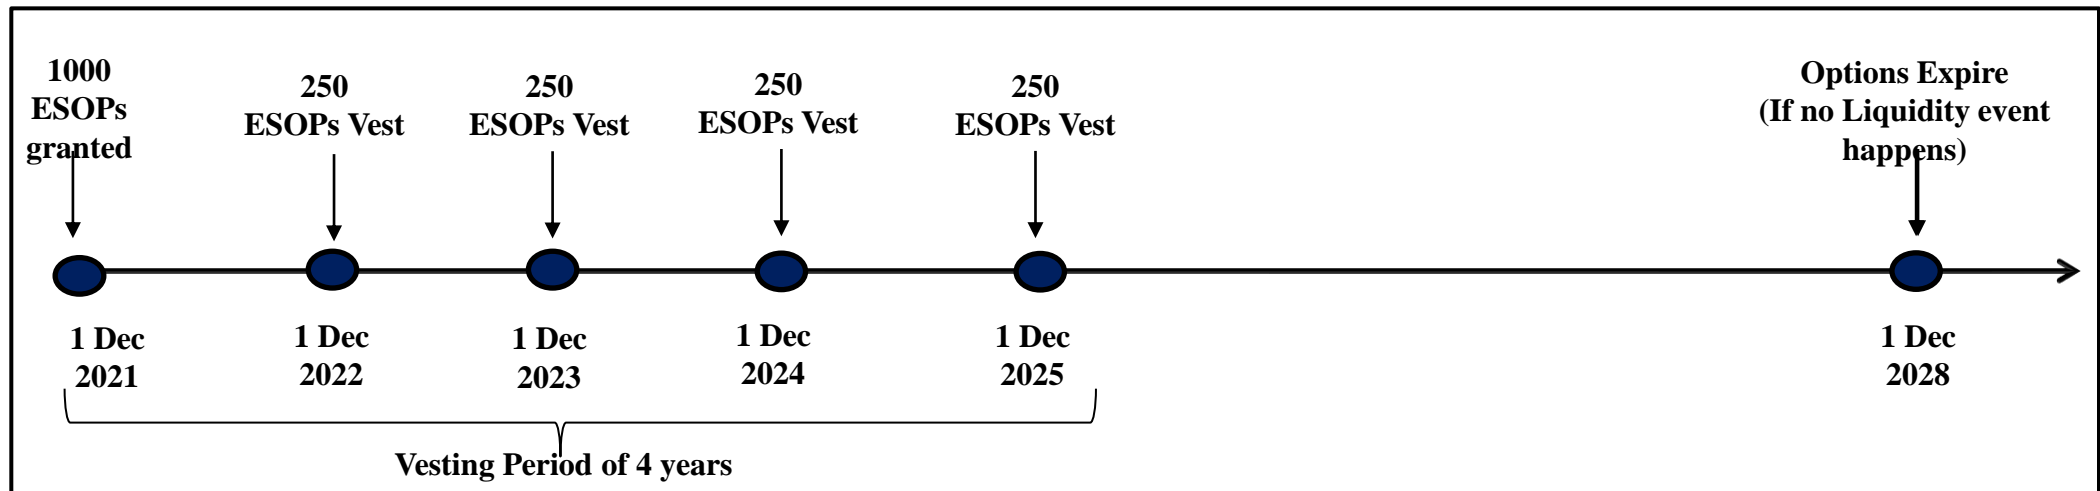 1000
ESOPs
granted
250
ESOPs Vest
250
ESOPs Vest
250
ESOPs Vest
250
ESOPs Vest
Options Expire
(If no Liquidity event
happens)
1 Dec
2021
1 Dec
2022
1 Dec
2023
1 Dec
2024
1 Dec
2025
1 Dec
2028
Vesting Period of 4 years